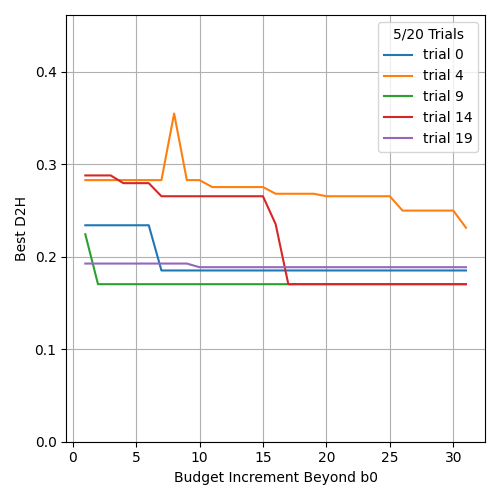 5/20 Trials
trial 0
trial 4
trial 9
trial 14
trial 19
Best D2H
0.4
0.3
0.2
0.1
0.0
0 5 10 15 20 25 30
Budget Increment Beyond b0